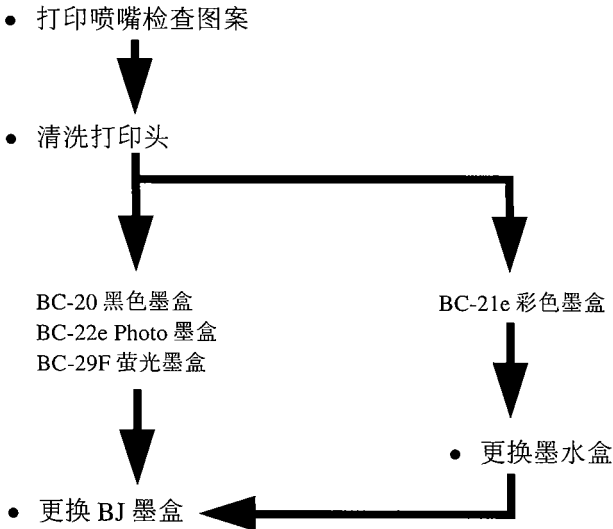 • 打印喷嘴检查图案
• 清洗打印头
BC-20 黑色墨盒
BC-22e Photo 墨盒
BC-29F 萤光墨盒
BC-21e 彩色墨盒
• 更换墨水盒
• 更换 BJ 墨盒